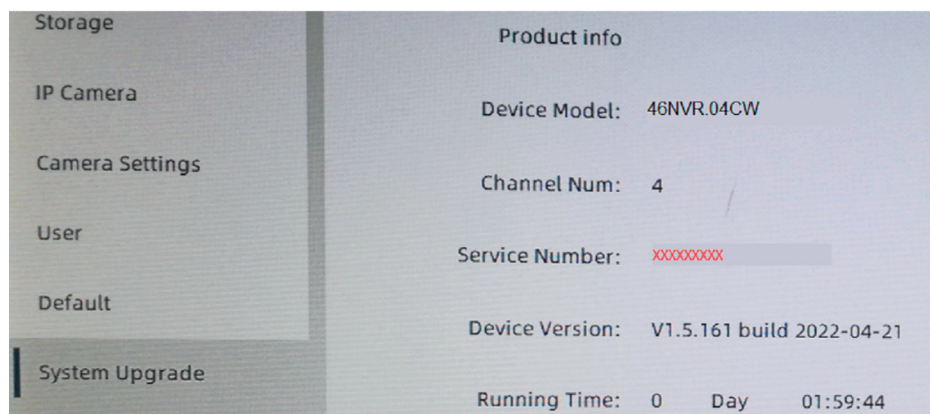 Storage
IP Camera
Camera Settings
User
Default
System Upgrade
Product info
Device Model: 46NVR.04CW
Channel Num: 4
Service Number: XXXXXXXXX
Device Version: V1.5.161 build 2022-04-21
Running Time: 0 Day 01:59:44